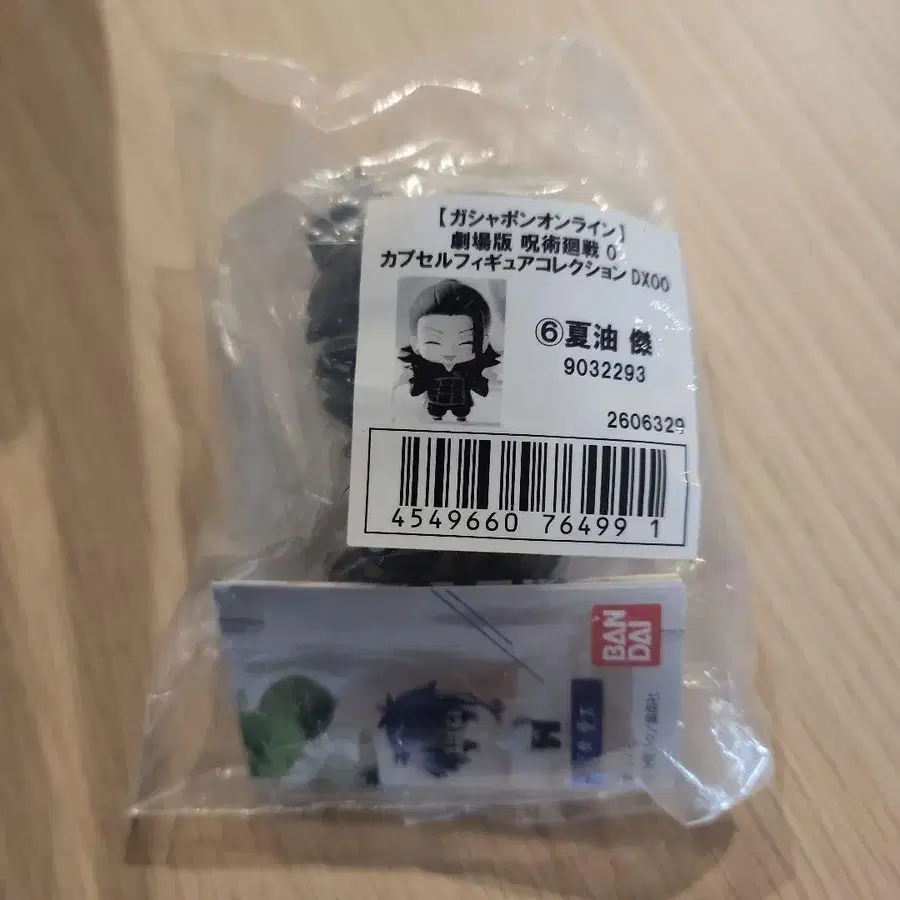 【ガシャポンオンライン】
劇場版 呪術廻戦 0
カプセルフィギュアコレクション DX00
⑥夏油 傑
9032293
2606329
4549660 76499 1
BAN
DAI